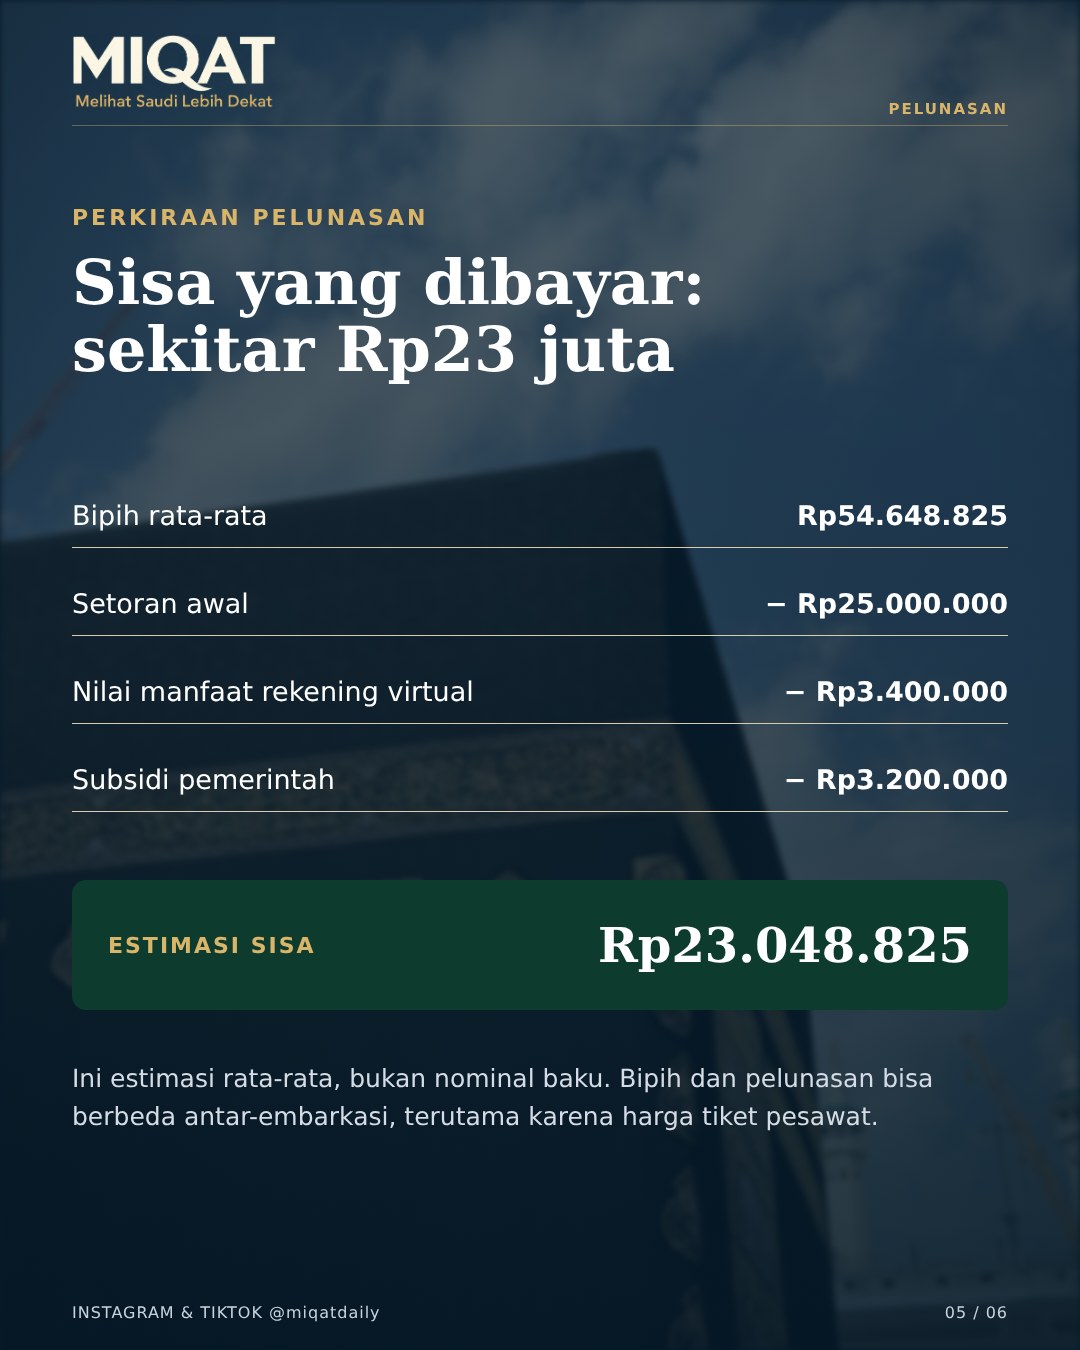 MIQAT
Melihat Saudi Lebih Dekat
PELUNASAN
PERKIRAAN PELUNASAN
Sisa yang dibayar:
sekitar Rp23 juta
Bipih rata-rata Rp54.648.825
Setoran awal − Rp25.000.000
Nilai manfaat rekening virtual − Rp3.400.000
Subsidi pemerintah − Rp3.200.000
ESTIMASI SISA Rp23.048.825
Ini estimasi rata-rata, bukan nominal baku. Bipih dan pelunasan bisa
berbeda antar-embarkasi, terutama karena harga tiket pesawat.
INSTAGRAM & TIKTOK @miqatdaily 05 / 06